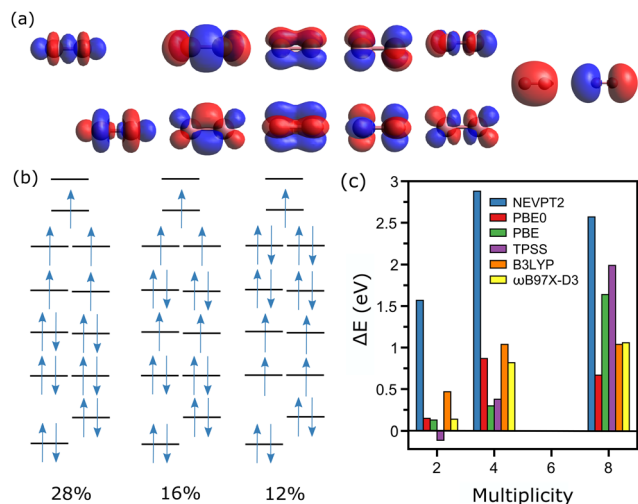 (a)
(b)
28%
16%
12%
(c)
3
2.5
2
1.5
1
0.5
0
ΔE (eV)
NEVPT2
PBE0
PBE
TPSS
B3LYP
ωB97X-D3
2
4
6
8
Multiplicity